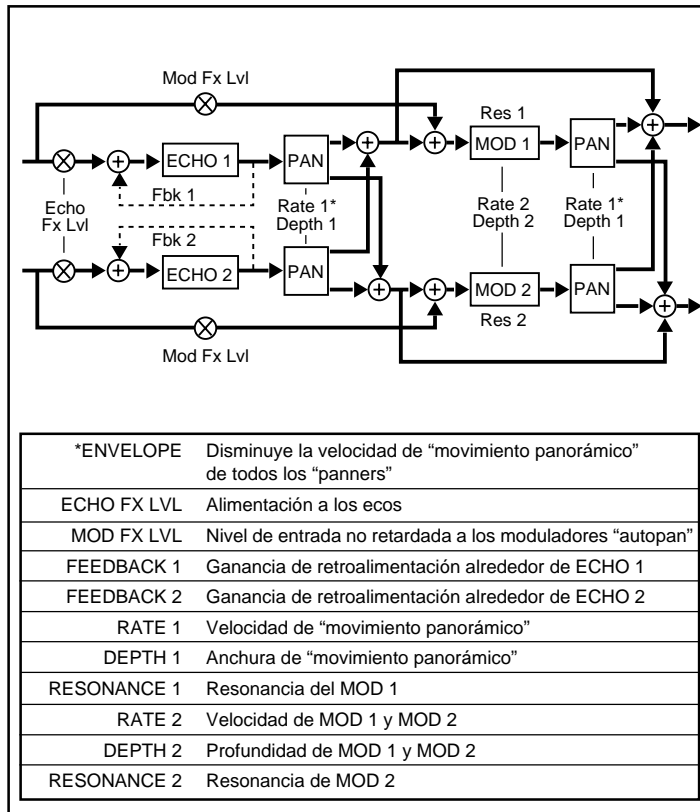 Mod Fx Lvl
Res 1
ECHO 1
PAN
MOD 1
PAN
Fbk 1
Echo
Fx Lvl
Rate 1*
Depth 1
Rate 2
Depth 2
Rate 1*
Depth 1
Fbk 2
ECHO 2
PAN
MOD 2
PAN
Res 2
Mod Fx Lvl
*ENVELOPE Disminuye la velocidad de “movimiento panorámico”
de todos los “panners”
ECHO FX LVL Alimentación a los ecos
MOD FX LVL Nivel de entrada no retardada a los moduladores “autopan”
FEEDBACK 1 Ganancia de retroalimentación alrededor de ECHO 1
FEEDBACK 2 Ganancia de retroalimentación alrededor de ECHO 2
RATE 1 Velocidad de “movimiento panorámico”
DEPTH 1 Anchura de “movimiento panorámico”
RESONANCE 1 Resonancia del MOD 1
RATE 2 Velocidad de MOD 1 y MOD 2
DEPTH 2 Profundidad de MOD 1 y MOD 2
RESONANCE 2 Resonancia de MOD 2